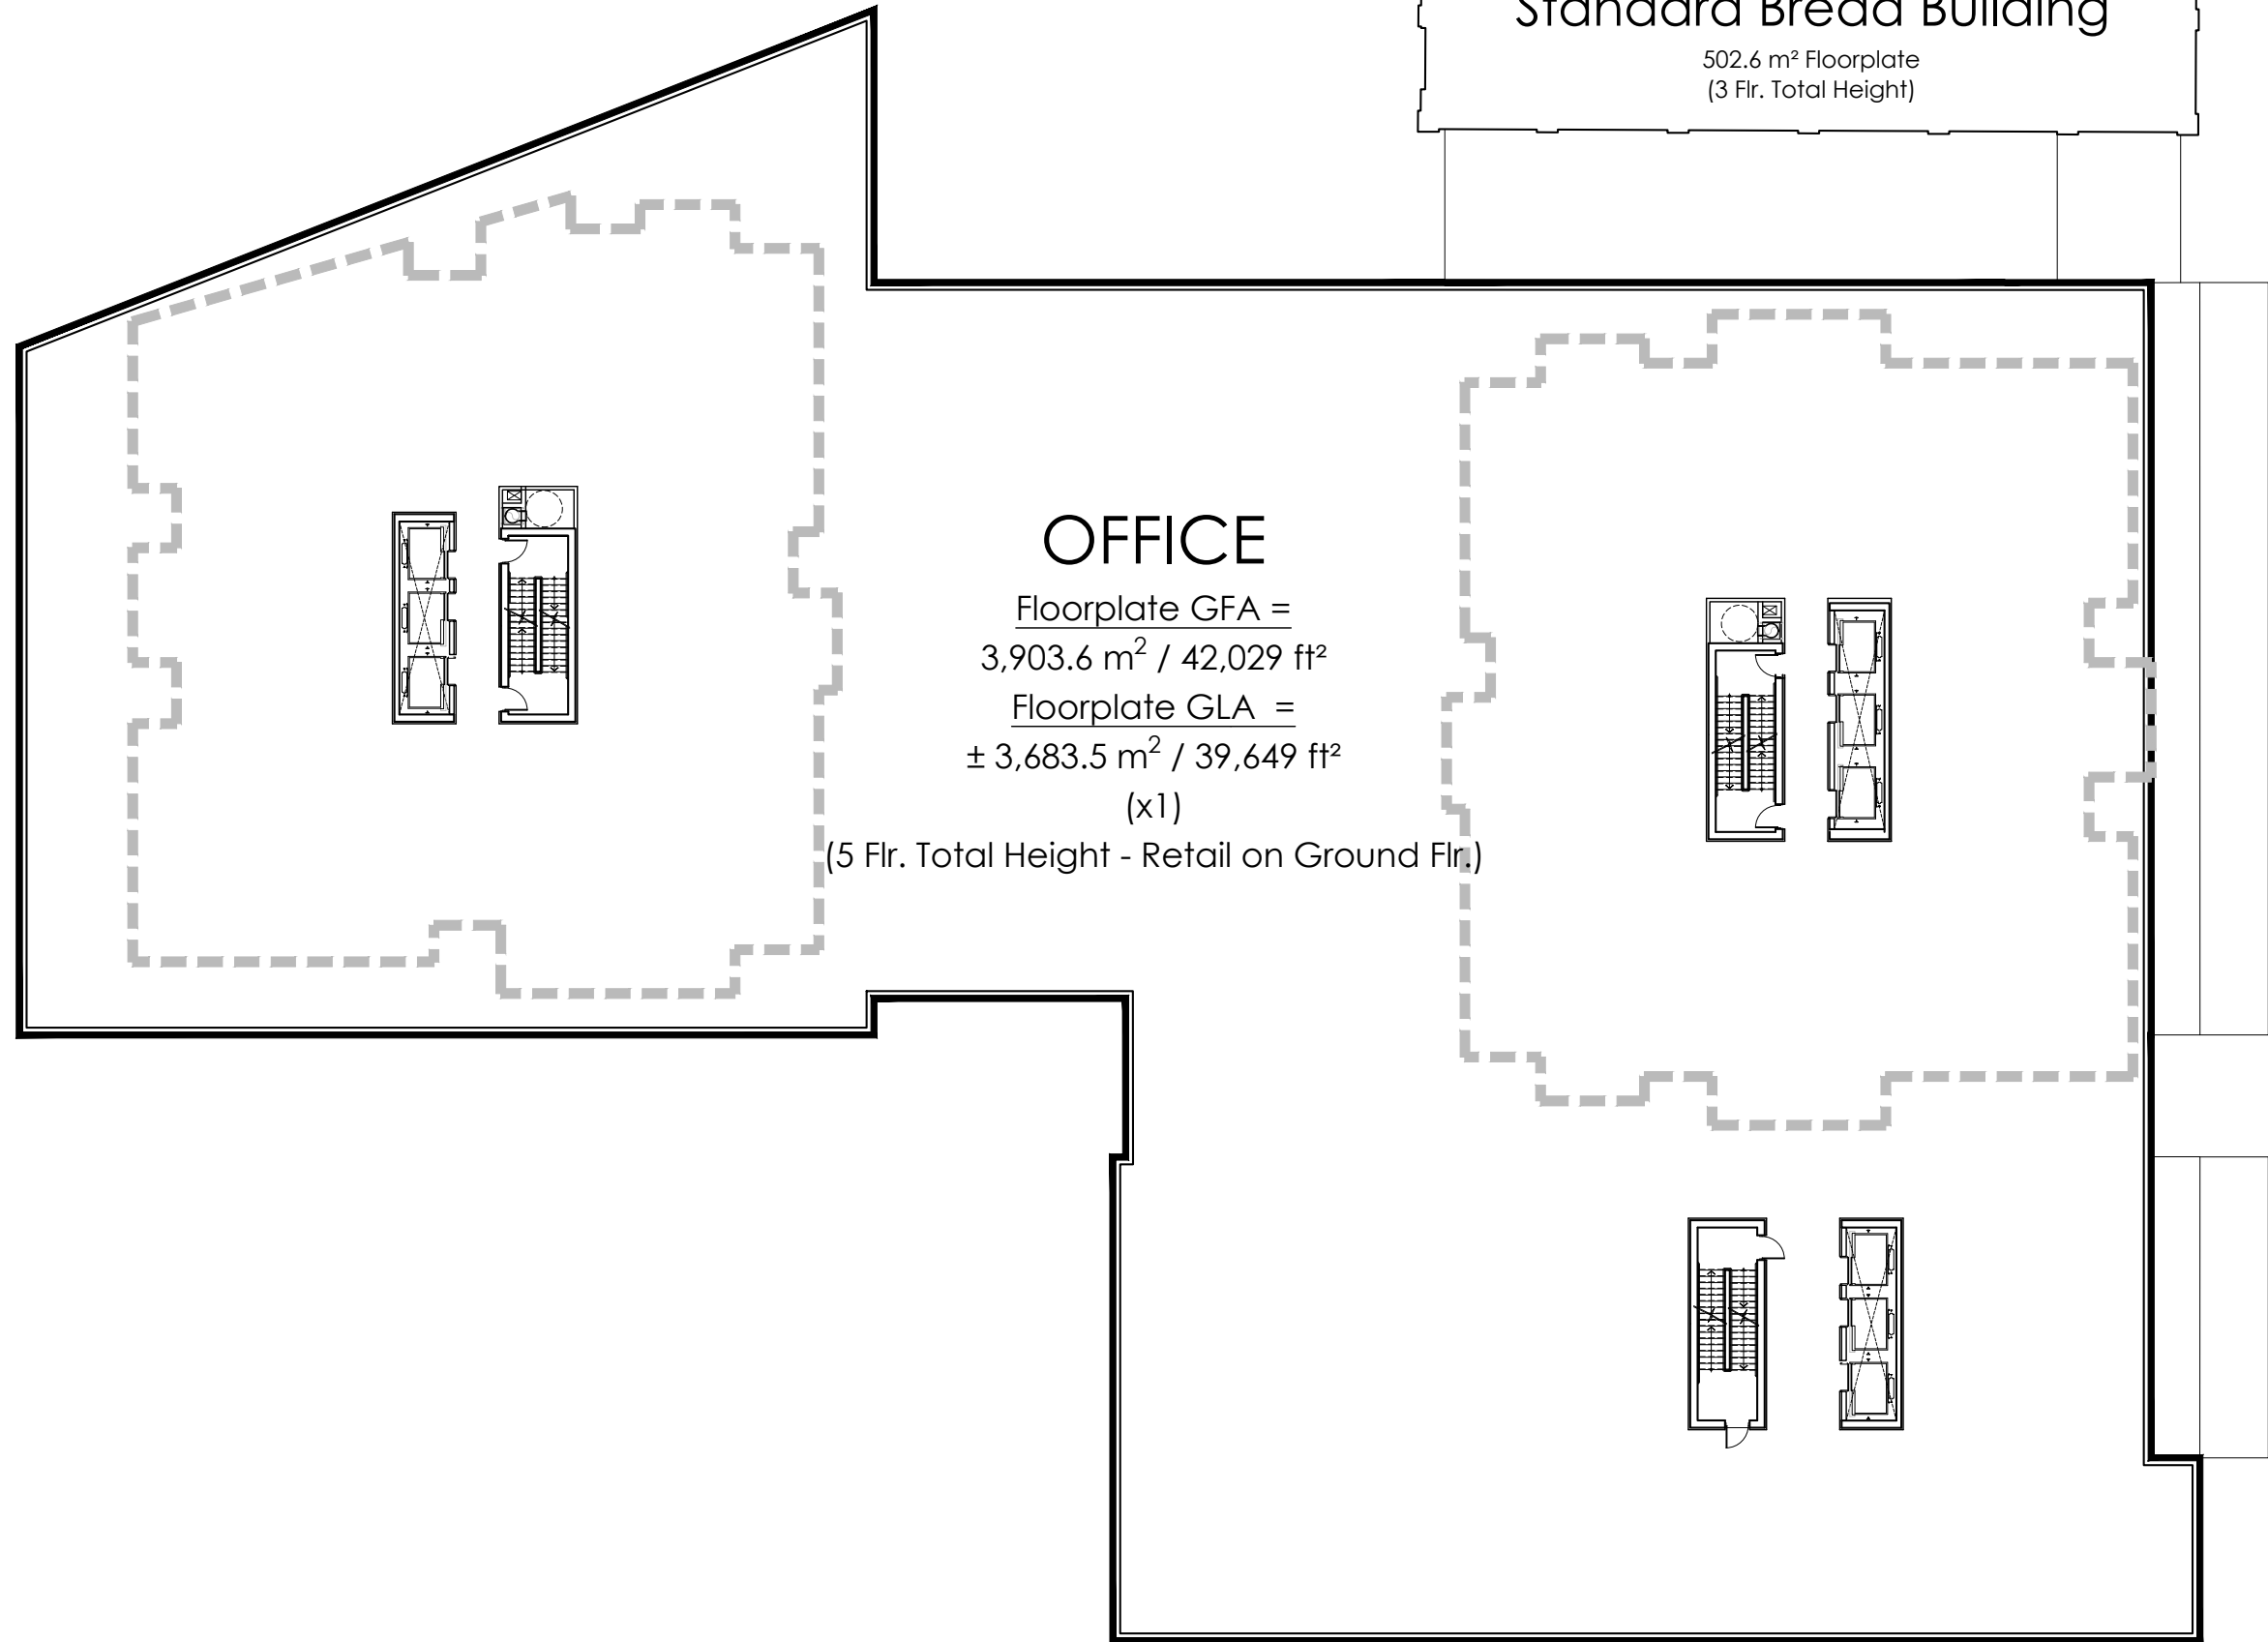 Standard Bread Building
502.6 m² Floorplate
(3 Flr. Total Height)
OFFICE
Floorplate GFA =
3,903.6 m² / 42,029 ft²
Floorplate GLA =
± 3,683.5 m² / 39,649 ft²
(x1)
(5 Flr. Total Height - Retail on Ground Flr.)